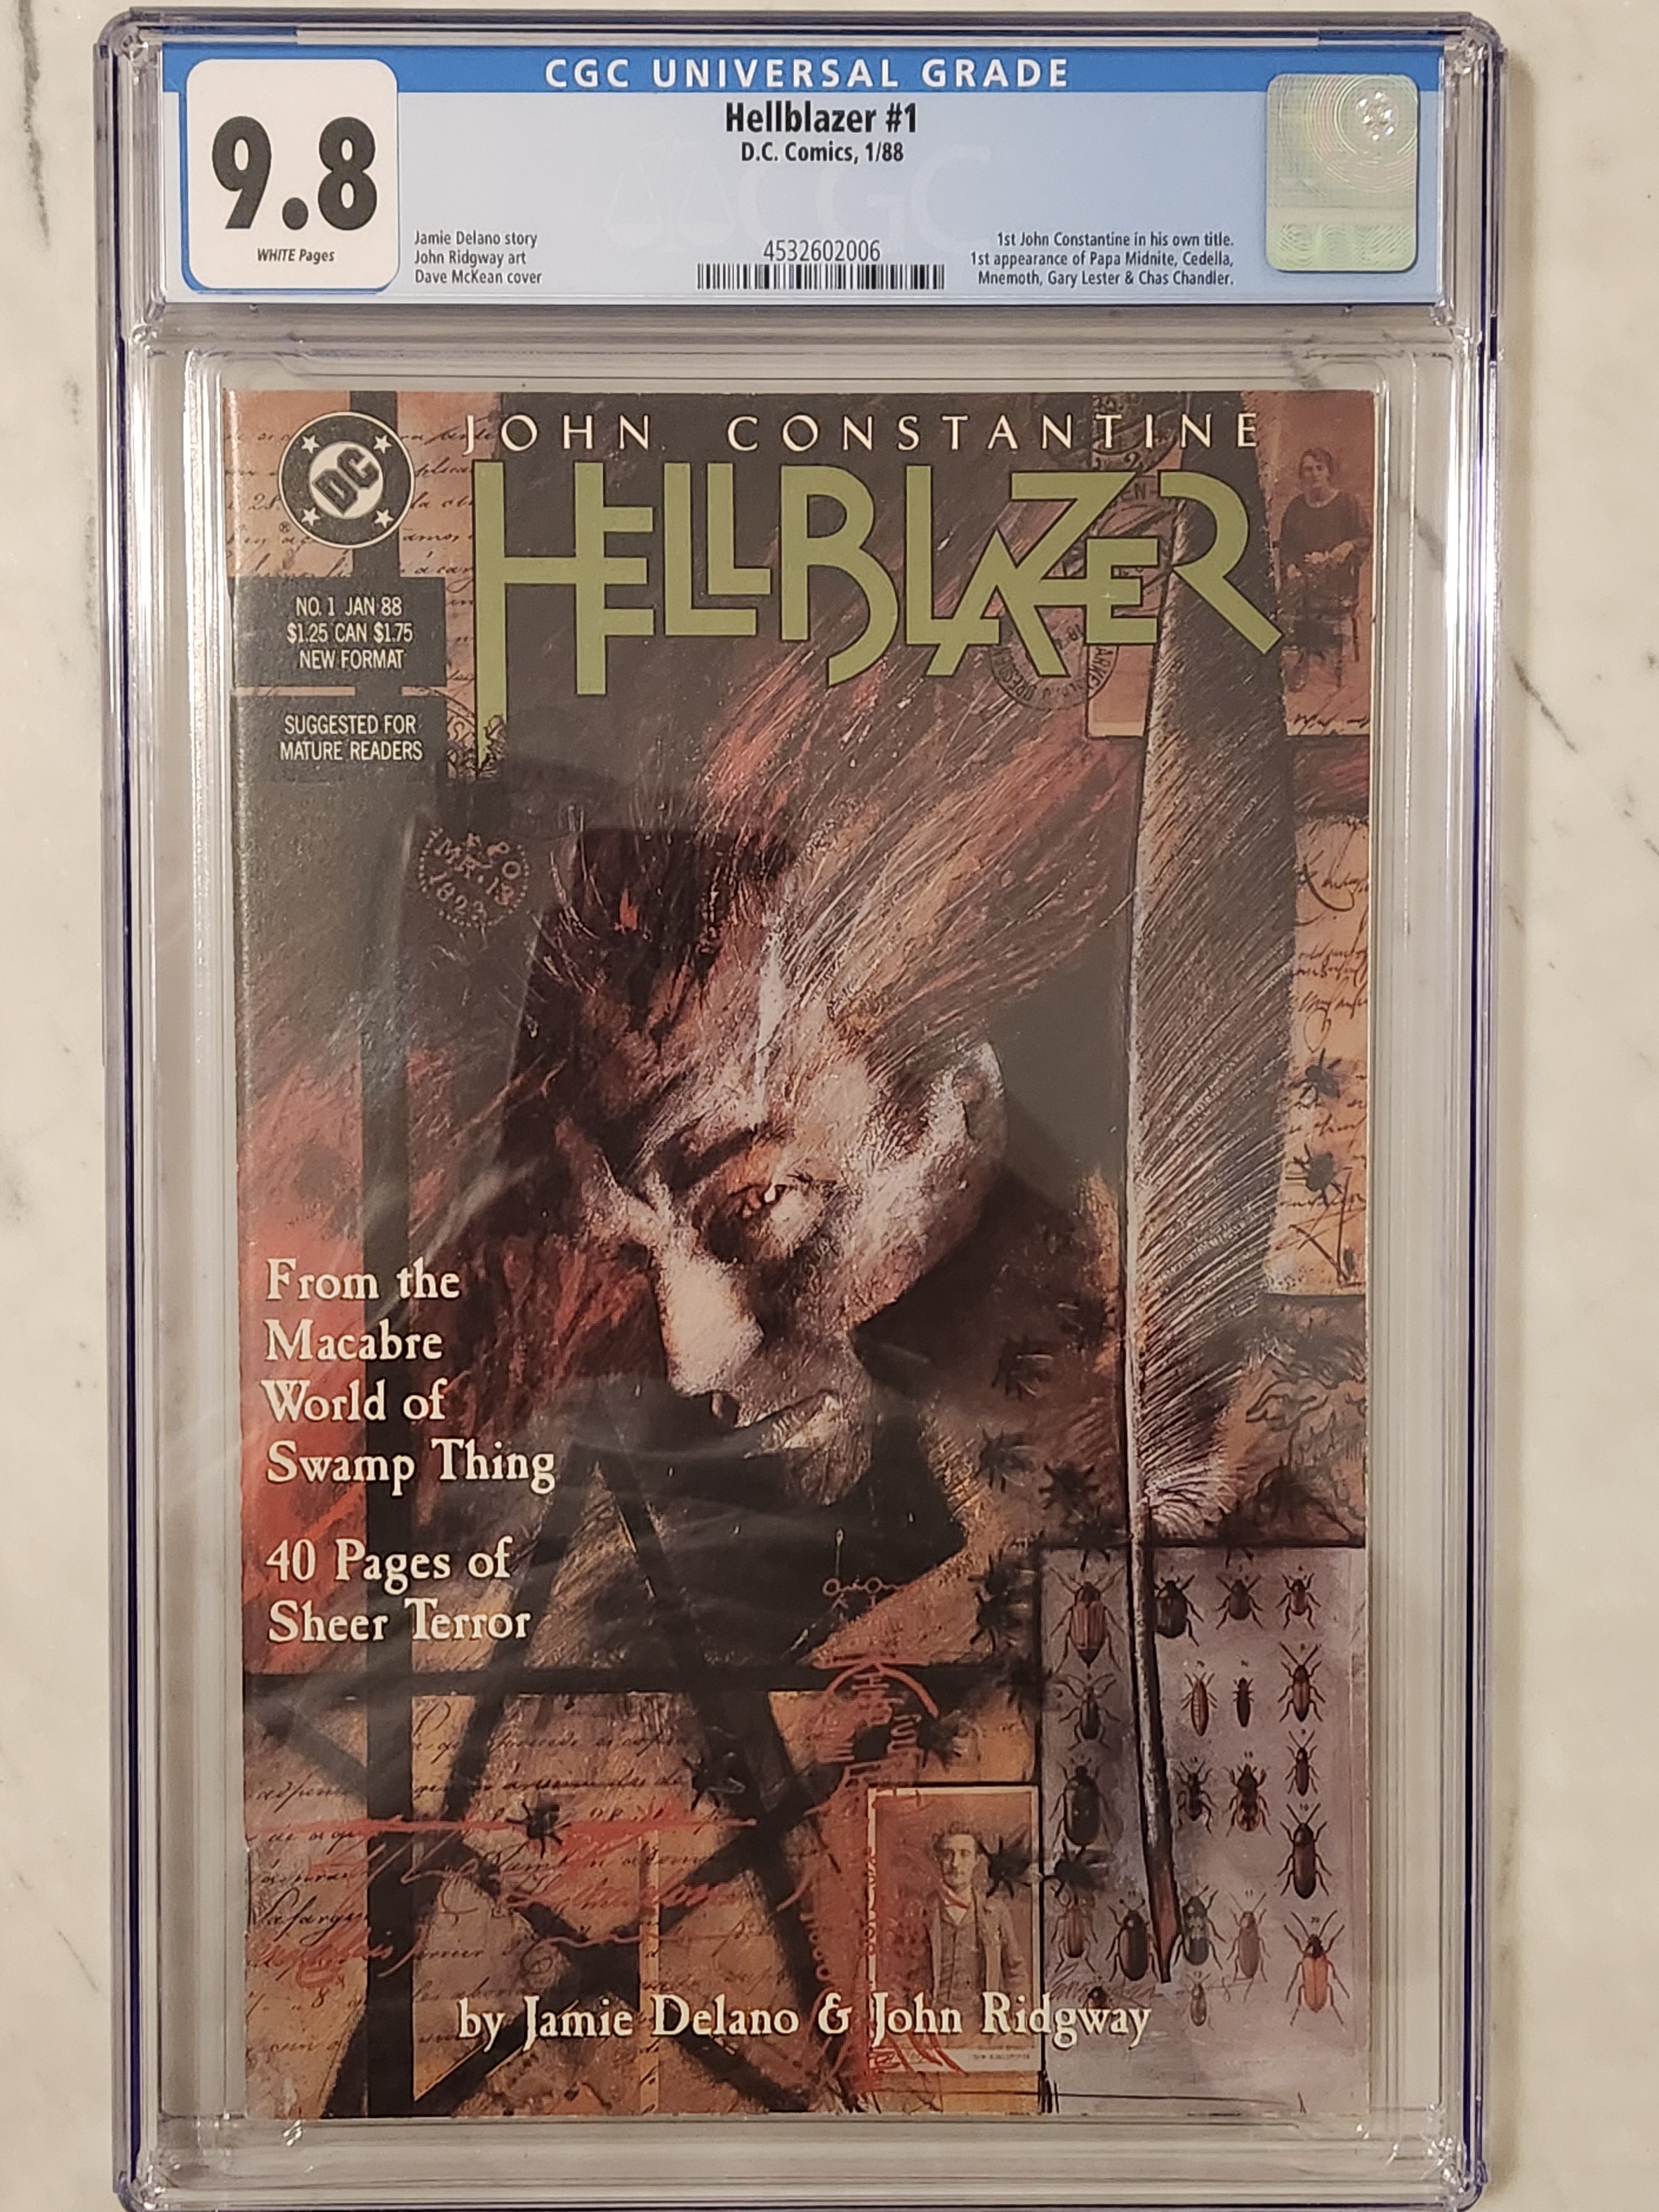 CGC UNIVERSAL GRADE
9.8
WHITE Pages
Hellblazer #1
D.C. Comics, 1/88
Jamie Delano story
John Ridgway art
Dave McKean cover
4532602006
1st John Constantine in his own title.
1st appearance of Papa Midnite, Cedella,
Mnemoth, Gary Lester & Chas Chandler.
DC
JOHN CONSTANTINE
HELLBLAZER
NO. 1 JAN 88
$1.25 CAN $1.75
NEW FORMAT
SUGGESTED FOR
MATURE READERS
From the
Macabre
World of
Swamp Thing
40 Pages of
Sheer Terror
by Jamie Delano & John Ridgway